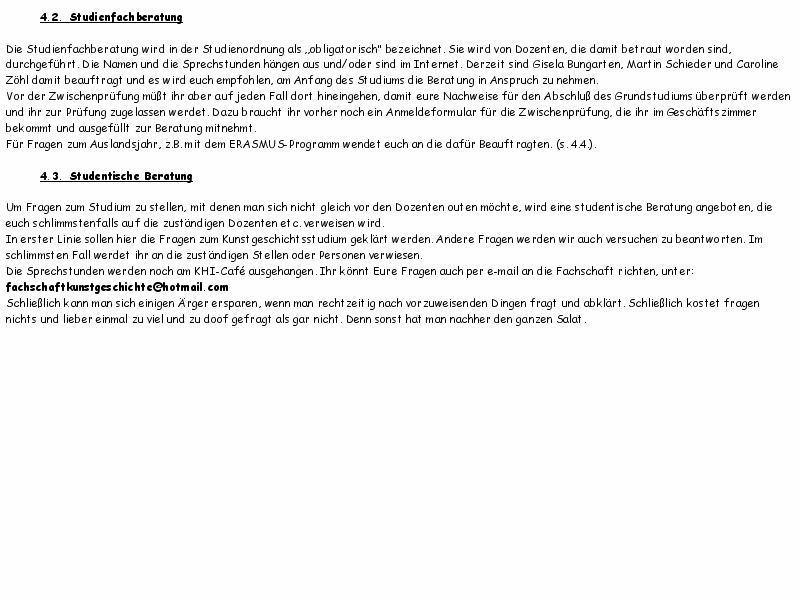 4.2. Studienfachberatung
Die Studienfachberatung wird in der Studienordnung als „obligatorisch" bezeichnet. Sie wird von Dozenten, die damit betraut worden sind,
durchgeführt. Die Namen und die Sprechstunden hängen aus und/oder sind im Internet. Derzeit sind Gisela Bungarten, Martin Schieder und Caroline
Zöhl damit beauftragt und es wird euch empfohlen, am Anfang des Studiums die Beratung in Anspruch zu nehmen.
Vor der Zwischenprüfung müßt ihr aber auf jeden Fall dort hineingehen, damit eure Nachweise für den Abschluß des Grundstudiums überprüft werden
und ihr zur Prüfung zugelassen werdet. Dazu braucht ihr vorher noch ein Anmeldeformular für die Zwischenprüfung, die ihr im Geschäftszimmer
bekommt und ausgefüllt zur Beratung mitnehmt.
Für Fragen zum Auslandsjahr, z.B. mit dem ERASMUS-Programm wendet euch an die dafür Beauftragten. (s. 4.4.).
4.3. Studentische Beratung
Um Fragen zum Studium zu stellen, mit denen man sich nicht gleich vor den Dozenten outen möchte, wird eine studentische Beratung angeboten, die
euch schlimmstenfalls auf die zuständigen Dozenten etc. verweisen wird.
In erster Linie sollen hier die Fragen zum Kunstgeschichtsstudium geklärt werden. Andere Fragen werden wir auch versuchen zu beantworten. Im
schlimmsten Fall werdet ihr an die zuständigen Stellen oder Personen verwiesen.
Die Sprechstunden werden noch am KHI-Café ausgehangen. Ihr könnt Eure Fragen auch per e-mail an die Fachschaft richten, unter:
fachschaftkunstgeschichte@hotmail.com
Schließlich kann man sich einigen Ärger ersparen, wenn man rechtzeitig nach vorzuweisenden Dingen fragt und abklärt. Schließlich kostet fragen
nichts und lieber einmal zu viel und zu doof gefragt als gar nicht. Denn sonst hat man nachher den ganzen Salat.